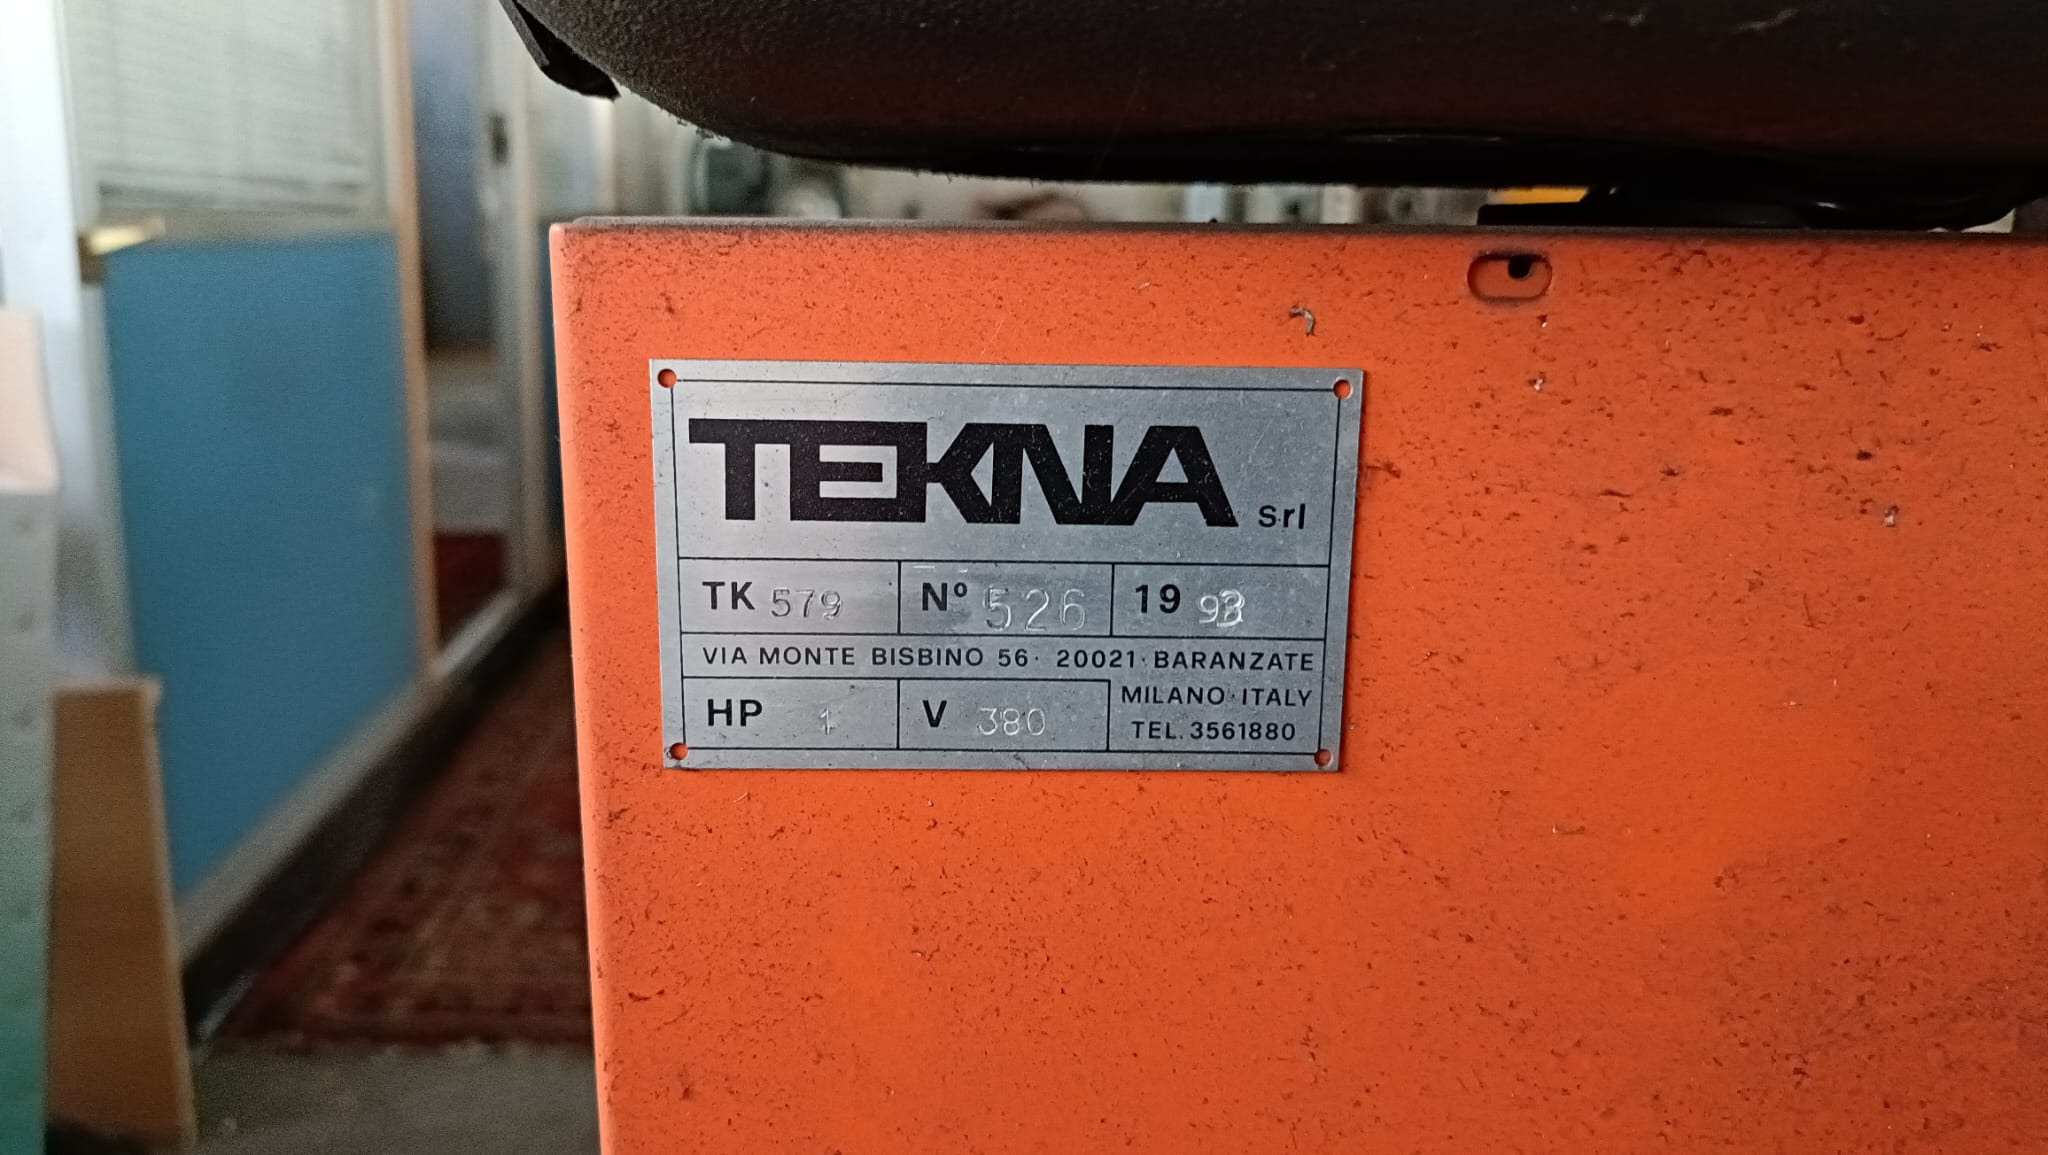 TEKNA srl
TK 579 Nº 526 19 93
VIA MONTE BISBINO 56 · 20021 · BARANZATE
MILANO · ITALY
HP 1 V 380
TEL. 3561880